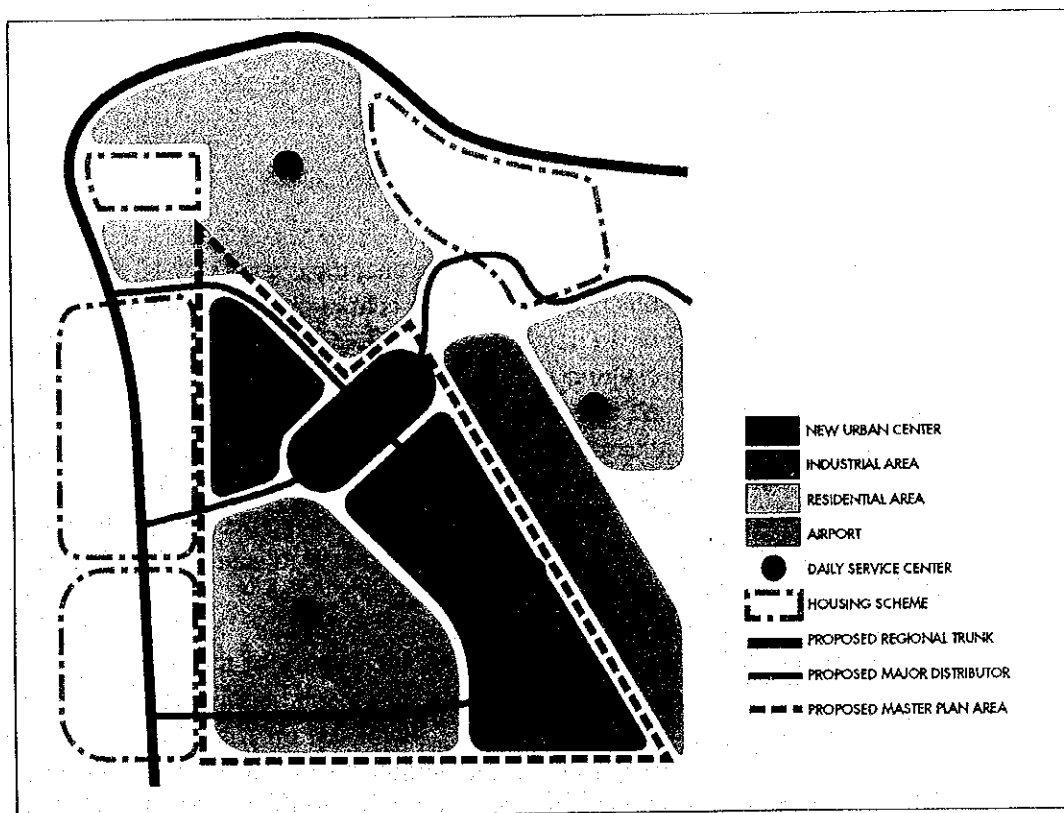 NEW URBAN CENTER
INDUSTRIAL AREA
RESIDENTIAL AREA
AIRPORT
DAILY SERVICE CENTER
HOUSING SCHEME
PROPOSED REGIONAL TRUNK
PROPOSED MAJOR DISTRIBUTOR
PROPOSED MASTER PLAN AREA